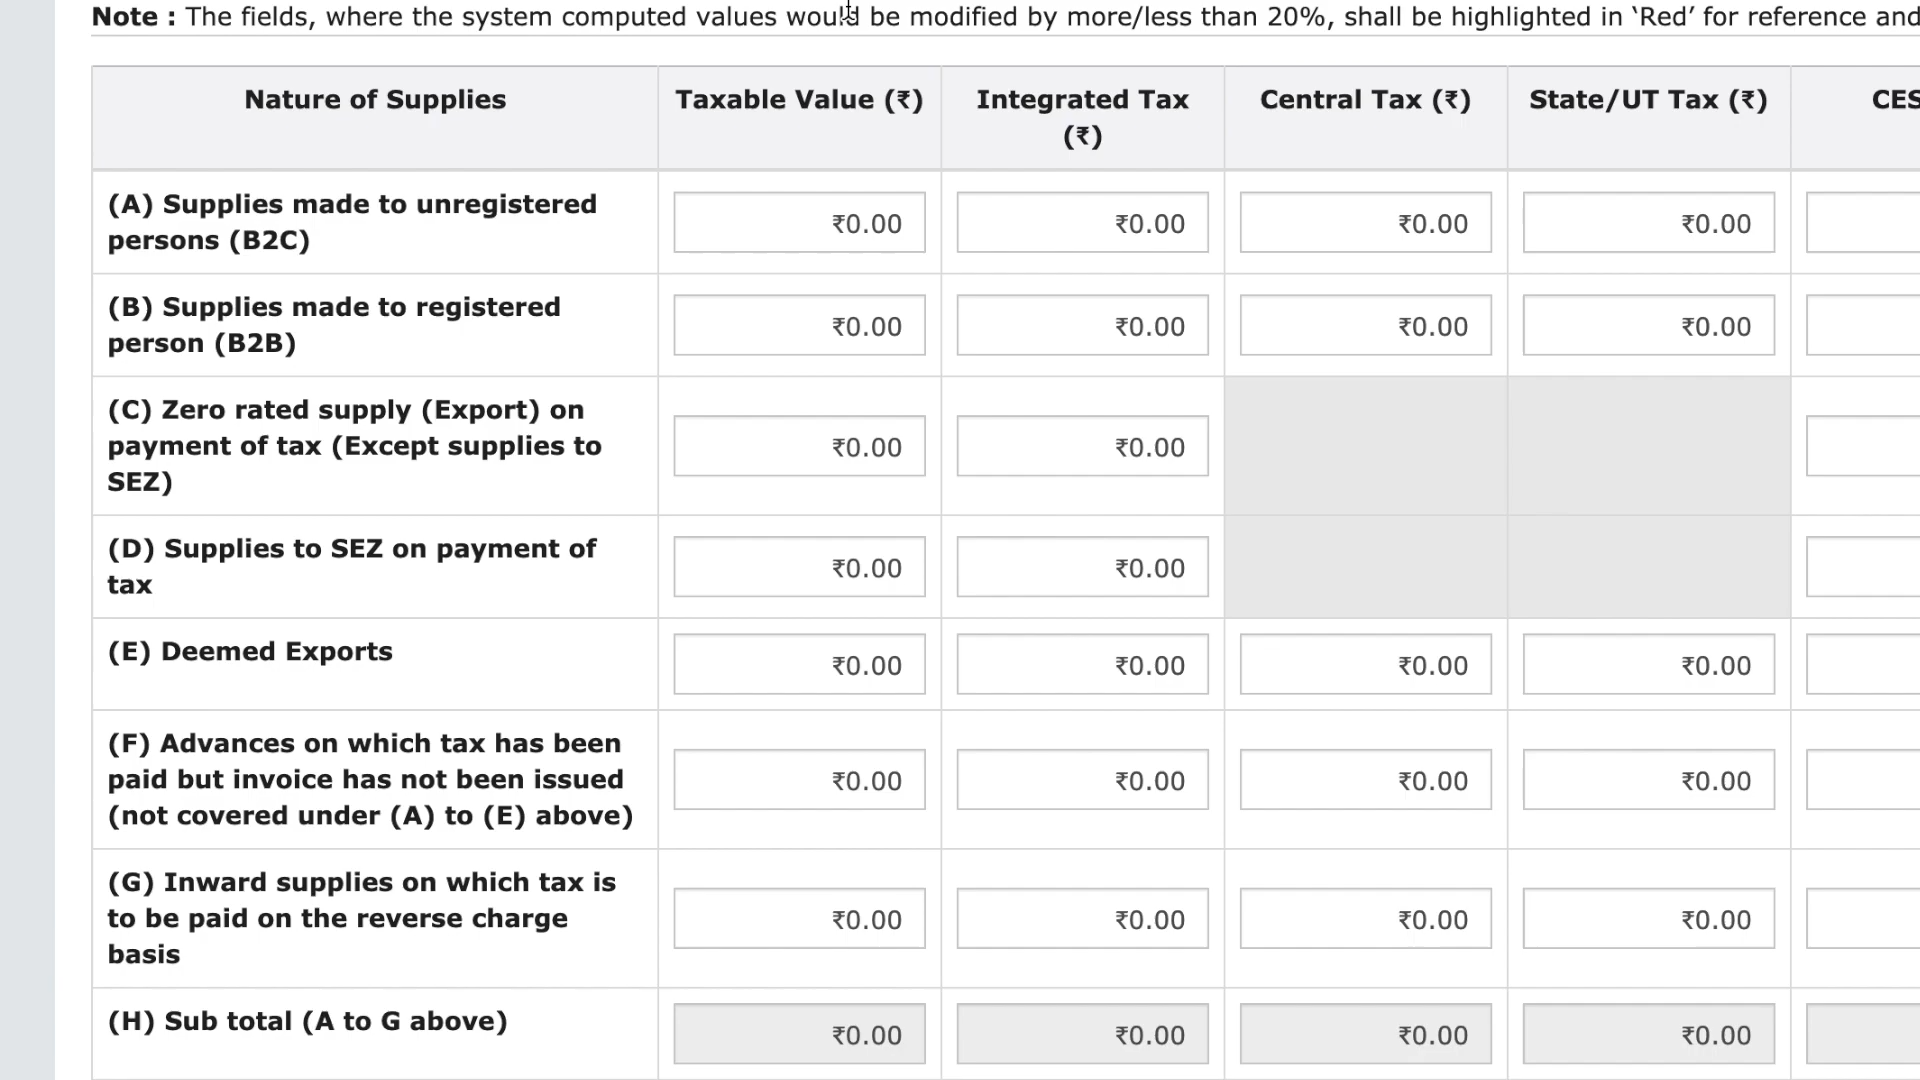 Note : The fields, where the system computed values would be modified by more/less than 20%, shall be highlighted in ‘Red’ for reference and
Nature of Supplies Taxable Value (₹) Integrated Tax (₹) Central Tax (₹) State/UT Tax (₹) CES
(A) Supplies made to unregistered
persons (B2C)
₹0.00 ₹0.00 ₹0.00 ₹0.00
(B) Supplies made to registered
person (B2B)
₹0.00 ₹0.00 ₹0.00 ₹0.00
(C) Zero rated supply (Export) on
payment of tax (Except supplies to
SEZ)
₹0.00 ₹0.00
(D) Supplies to SEZ on payment of
tax
₹0.00 ₹0.00
(E) Deemed Exports
₹0.00 ₹0.00 ₹0.00 ₹0.00
(F) Advances on which tax has been
paid but invoice has not been issued
(not covered under (A) to (E) above)
₹0.00 ₹0.00 ₹0.00 ₹0.00
(G) Inward supplies on which tax is
to be paid on the reverse charge
basis
₹0.00 ₹0.00 ₹0.00 ₹0.00
(H) Sub total (A to G above)
₹0.00 ₹0.00 ₹0.00 ₹0.00